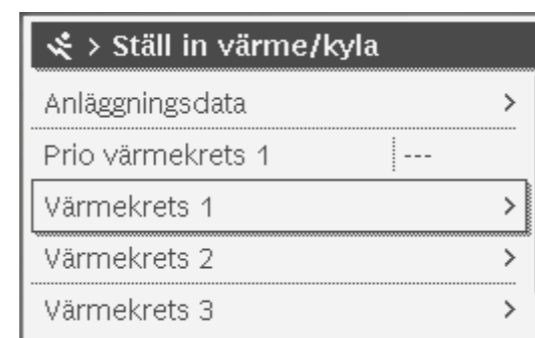 > Ställ in värme/kyla
Anläggningsdata >
Prio värmekrets 1 ---
Värmekrets 1 >
Värmekrets 2 >
Värmekrets 3 >